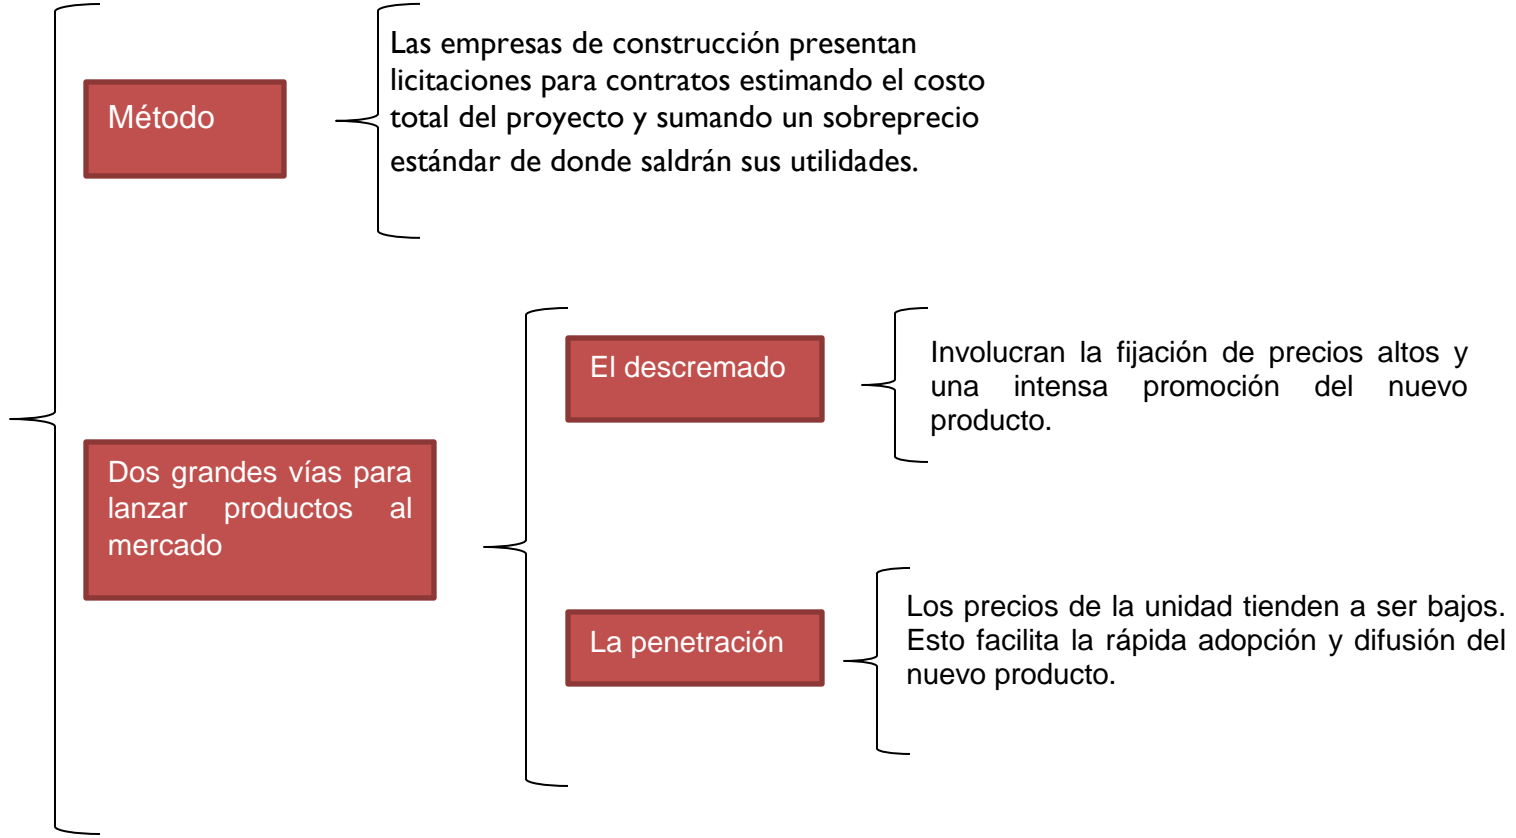 Método
Las empresas de construcción presentan
licitaciones para contratos estimando el costo
total del proyecto y sumando un sobreprecio
estándar de donde saldrán sus utilidades.
Dos grandes vías para
lanzar productos al
mercado
El descremado
Involucran la fijación de precios altos y
una intensa promoción del nuevo
producto.
La penetración
Los precios de la unidad tienden a ser bajos.
Esto facilita la rápida adopción y difusión del
nuevo producto.